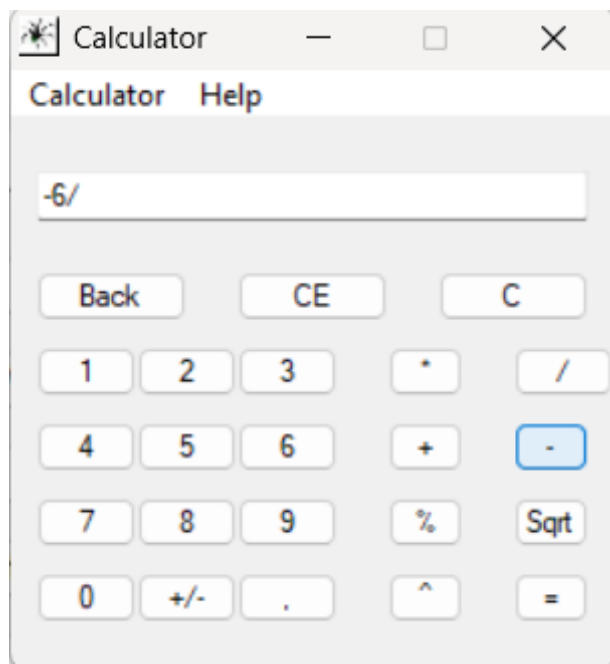 Calculator
Calculator Help
-6/
Back CE C
1 2 3 * /
4 5 6 + -
7 8 9 % Sqrt
0 +/- . ^ =